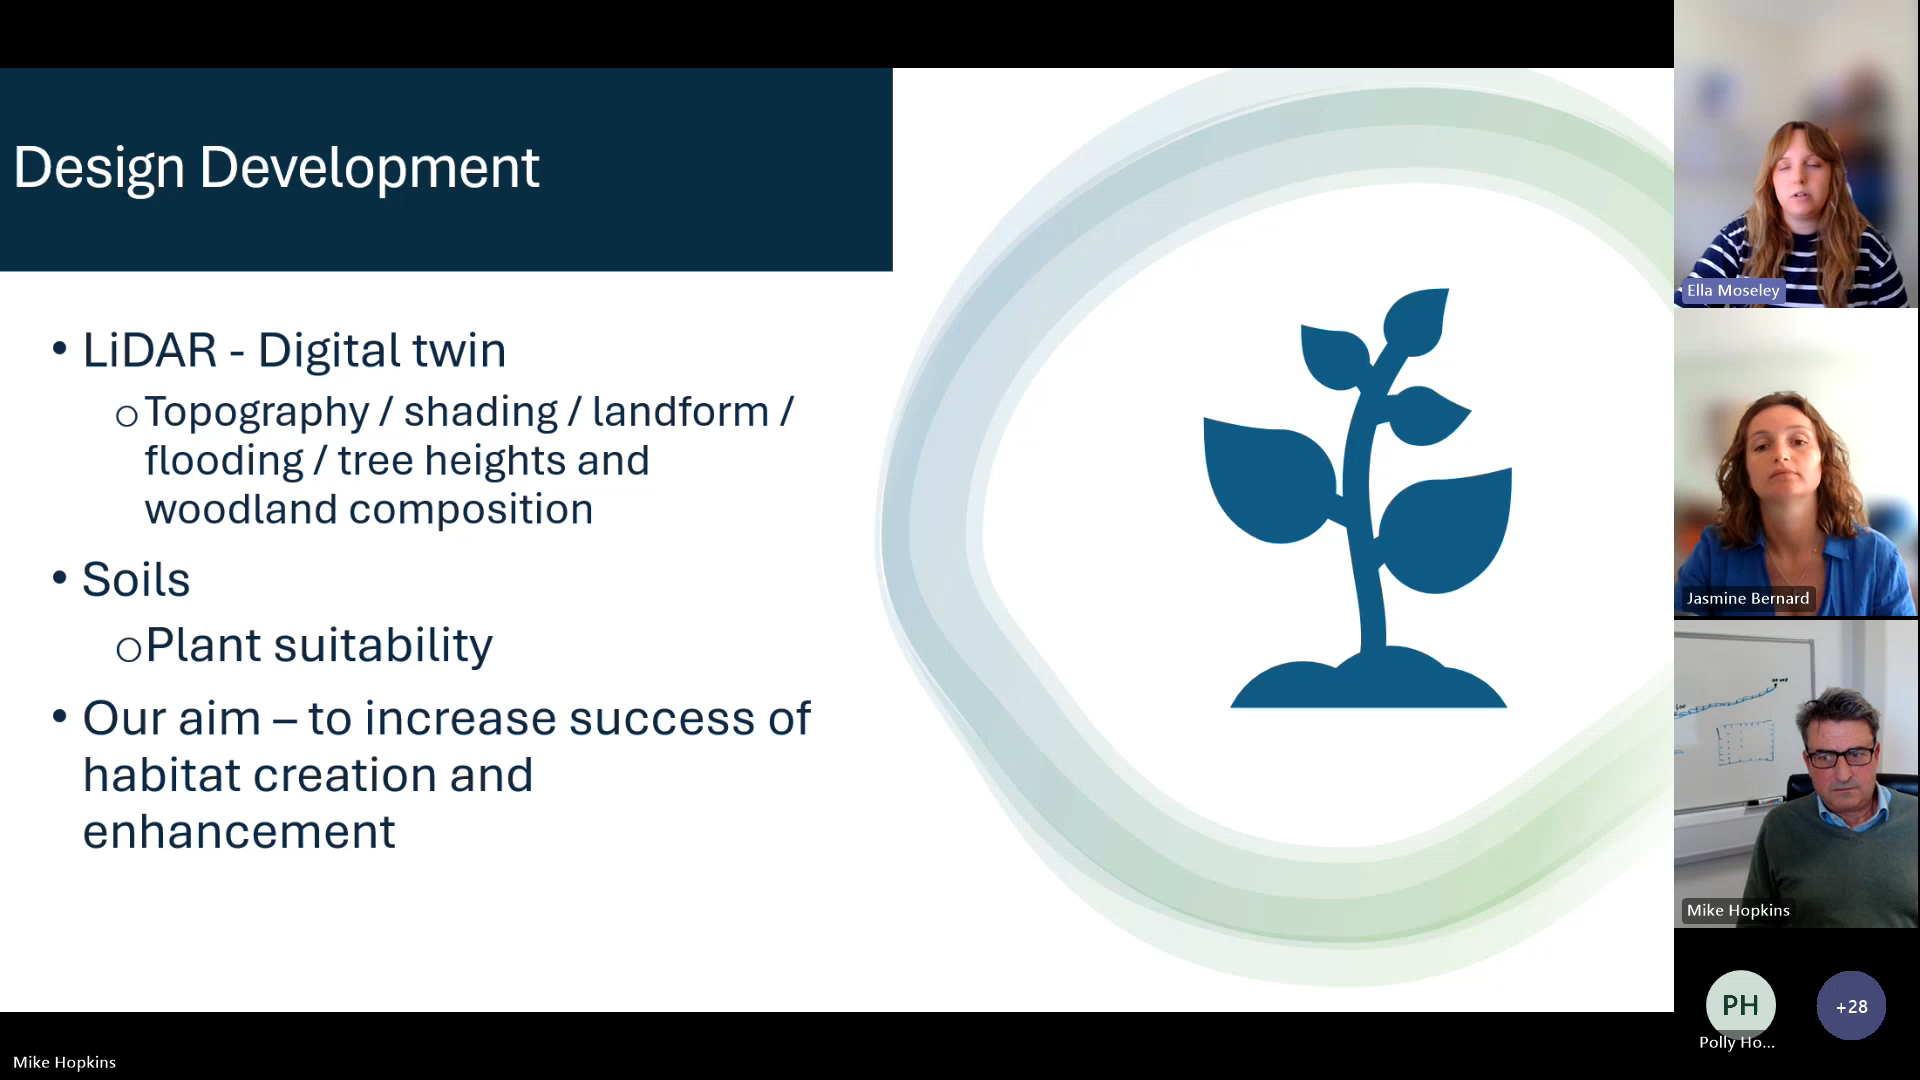 Design Development
• LiDAR - Digital twin
o Topography / shading / landform /
flooding / tree heights and
woodland composition
• Soils
o Plant suitability
• Our aim – to increase success of
habitat creation and
enhancement
Ella Moseley
Jasmine Bernard
Mike Hopkins
PH
+28
Polly Ho...
Mike Hopkins